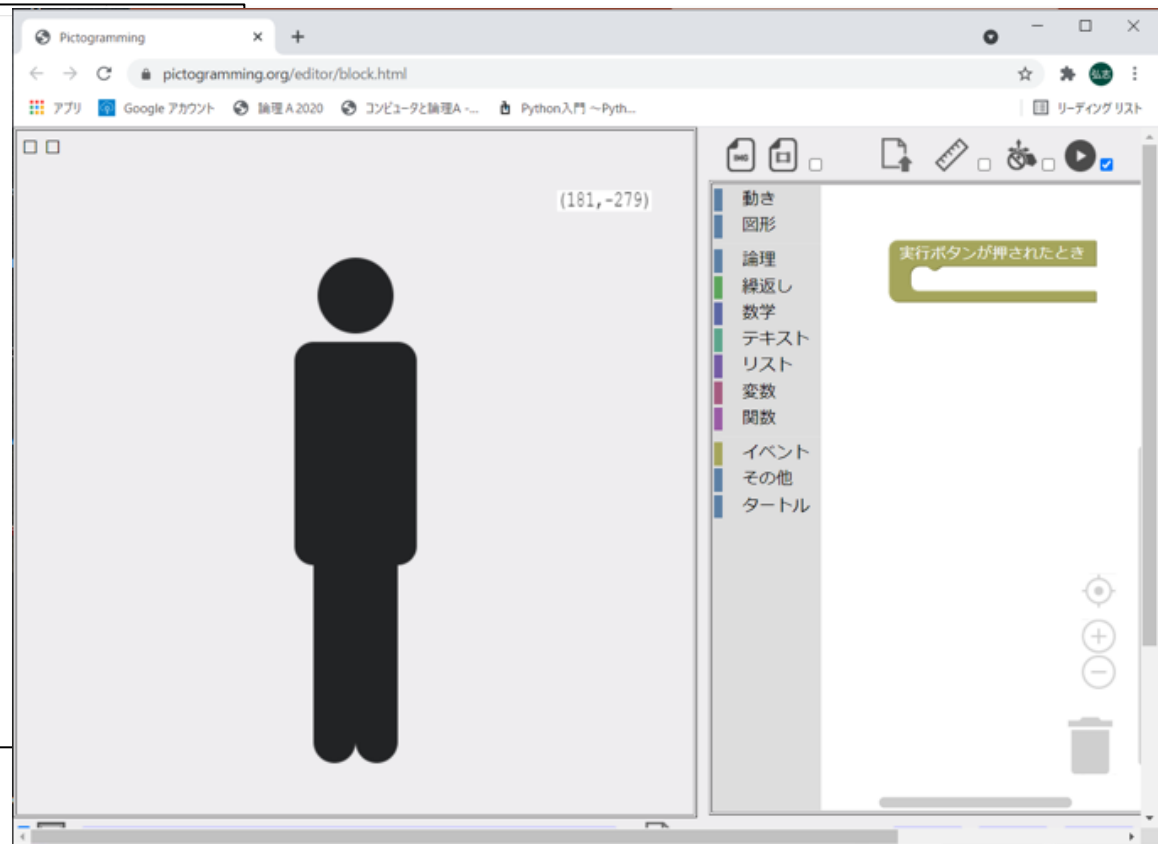 Pictogramming
pictogramming.org/editor/block.html
弘志
アプリ Google アカウント 論理 A 2020 コンピュータと論理A -... Python入門 ~Pyth... リーディング リスト
(181,-279)
動き
図形
論理
繰返し
数学
テキスト
リスト
変数
関数
イベント
その他
タートル
実行ボタンが押されたとき